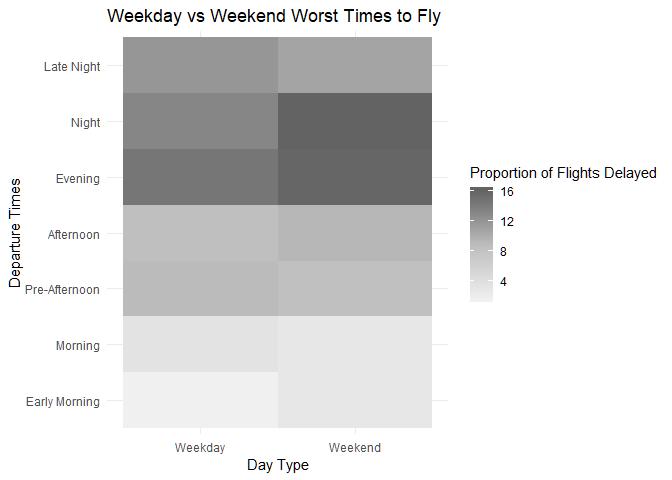 Weekday vs Weekend Worst Times to Fly
Departure Times
Late Night
Night
Evening
Afternoon
Pre-Afternoon
Morning
Early Morning
Weekday
Weekend
Day Type
Proportion of Flights Delayed
16
12
8
4